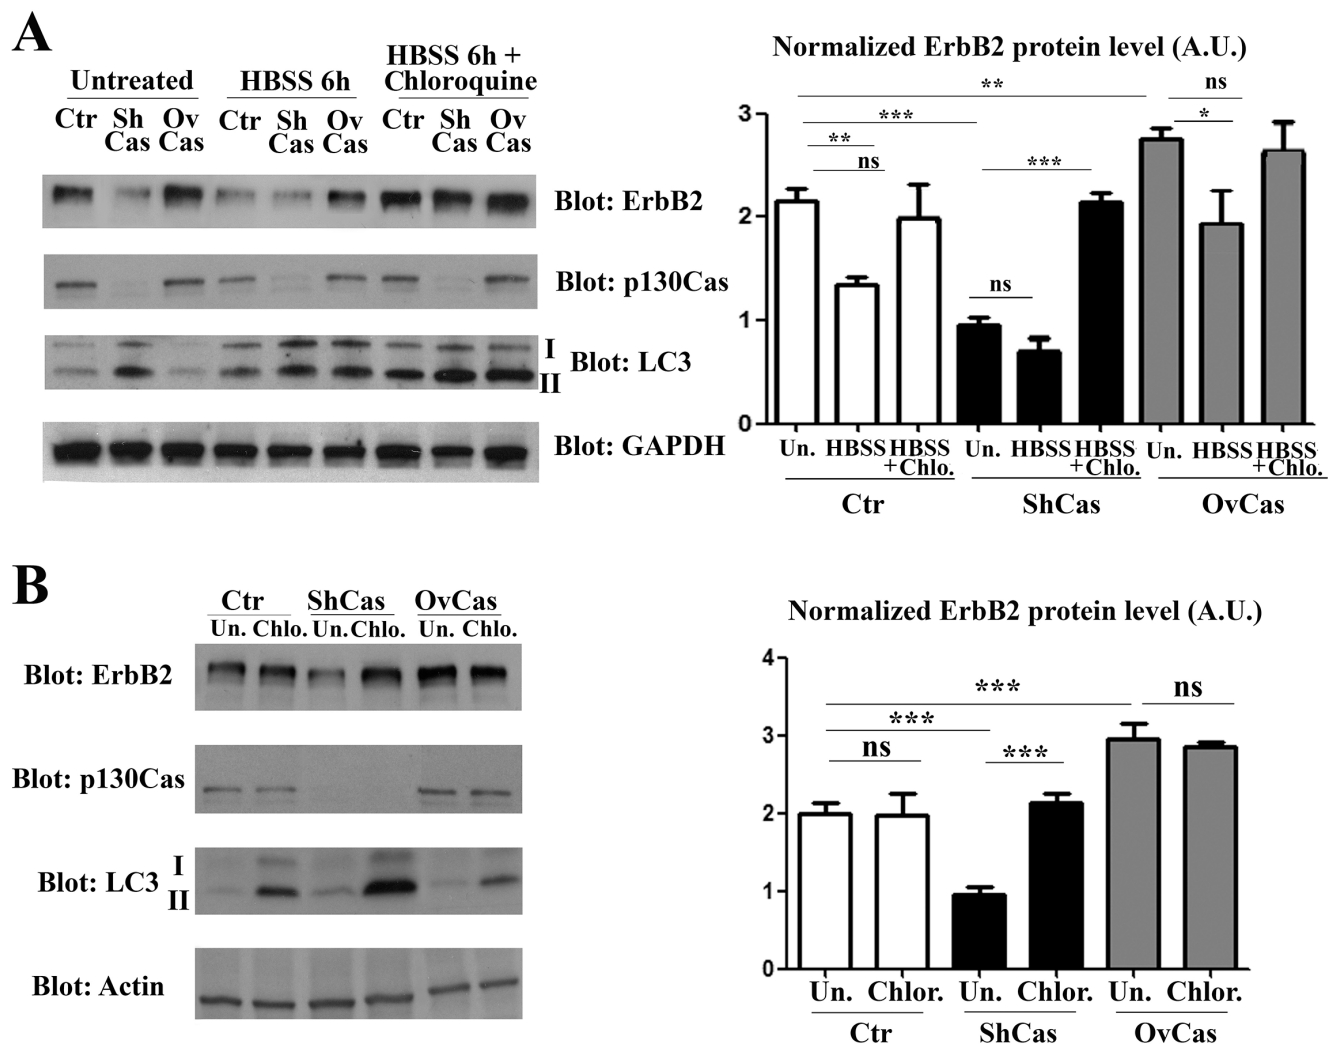 A
Untreated
HBSS 6h
HBSS 6h +
Chloroquine
Ctr Sh Ov Ctr Sh Ov Ctr Sh Ov
Cas Cas Cas Cas Cas Cas
Blot: ErbB2
Blot: p130Cas
I
Blot: LC3
II
Blot: GAPDH
Normalized ErbB2 protein level (A.U.)
ns
**
*
***
**
ns
***
ns
3
2
1
0
Un. HBSS HBSS Un. HBSS HBSS Un. HBSS HBSS
+Chlo. +Chlo. +Chlo.
Ctr ShCas OvCas
B
Ctr ShCas OvCas
Un. Chlo. Un. Chlo. Un. Chlo.
Blot: ErbB2
Blot: p130Cas
I
Blot: LC3
II
Blot: Actin
Normalized ErbB2 protein level (A.U.)
*** ns
***
ns ***
4
3
2
1
0
Un. Chlor. Un. Chlor. Un. Chlor.
Ctr ShCas OvCas